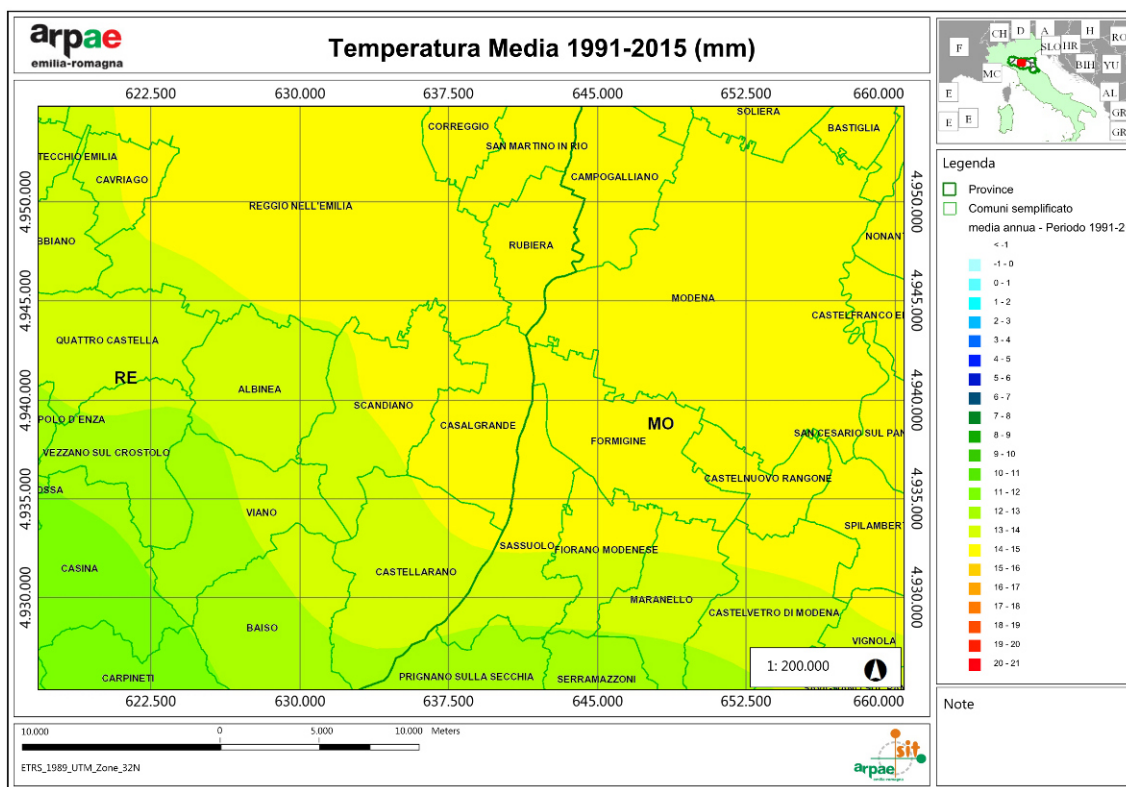 arpae
emilia-romagna
Temperatura Media 1991-2015 (mm)
622.500 630.000 637.500 645.000 652.500 660.000
4.950.000
4.945.000
4.940.000
4.935.000
4.930.000
CORREGGIO
SOLIERA
BASTIGLIA
SAN MARTINO IN RIO
TECCHIO EMILIA
CAVRIAGO
CAMPOGALLIANO
REGGIO NELL'EMILIA
BBIANO
RUBIERA
NONANT
MODENA
CASTELFRANCO E
QUATTRO CASTELLA
RE
ALBINEA
SCANDIANO
POLO D'ENZA
CASALGRANDE
MO
FORMIGINE
SAN CESARIO SUL PAN
VEZZANO SUL CROSTOLO
CASTELNUOVO RANGONE
OSSA
VIANO
SPILAMBERT
SASSUOLO
FIORANO MODENESE
CASINA
CASTELLARANO
MARANELLO
CASTELVETRO DI MODENA
BAISO
VIGNOLA
CARPINETI
PRIGNANO SULLA SECCHIA
SERRAMAZZONI
1: 200.000
4.950.000
4.945.000
4.940.000
4.935.000
4.930.000
622.500 630.000 637.500 645.000 652.500 660.000
10.000 0 5.000 10.000 Meters
ETRS_1989_UTM_Zone_32N
sit
arpae
emilia-romagna
F
CH
D
A
H
RO
SLO
HR
BIH
YU
MC
E
AL
E
E
GR
GR
Legenda
Province
Comuni semplificato
media annua - Periodo 1991-2
< -1
-1 - 0
0 - 1
1 - 2
2 - 3
3 - 4
4 - 5
5 - 6
6 - 7
7 - 8
8 - 9
9 - 10
10 - 11
11 - 12
12 - 13
13 - 14
14 - 15
15 - 16
16 - 17
17 - 18
18 - 19
19 - 20
20 - 21
Note